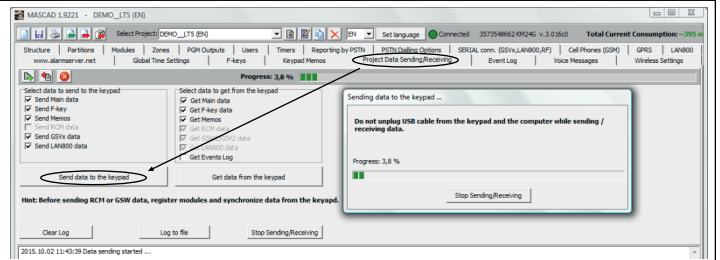 MASCAD 1.9221 - DEMO__LT5 (EN)
Select Project: DEMO__LT5 (EN) EN Set language Connected 3573548662 KM24G v.3.016c0 Total Current Consumption: ~395 m
Structure Partitions Modules Zones PGM Outputs Users Timers Reporting by PSTN PSTN Dialling Options SERIAL conn. (GSVx,LAN800,RF) Cell Phones (GSM) GPRS LAN800
www.alarmserver.net Global Time Settings F-keys Keypad Memos Project Data Sending/Receiving Event Log Voice Messages Wireless Settings
Progress: 3,8 %
Select data to send to the keypad
Send Main data
Send F-key
Send Memos
Send RCM data
Send GSVx data
Send LAN800 data
Send data to the keypad
Select data to get from the keypad
Get Main data
Get F-key data
Get Memos
Get RCM data
Get LAN800 data
Get Events Log
Get data from the keypad
Sending data to the keypad ...
Do not unplug USB cable from the keypad and the computer while sending /
receiving data.
Progress: 3,8 %
Stop Sending/Receiving
Hint: Before sending RCM or GSW data, register modules and synchronize data from the keyapd.
Clear Log Log to file Stop Sending/Receiving
2015.10.02 11:43:39 Data sending started ...